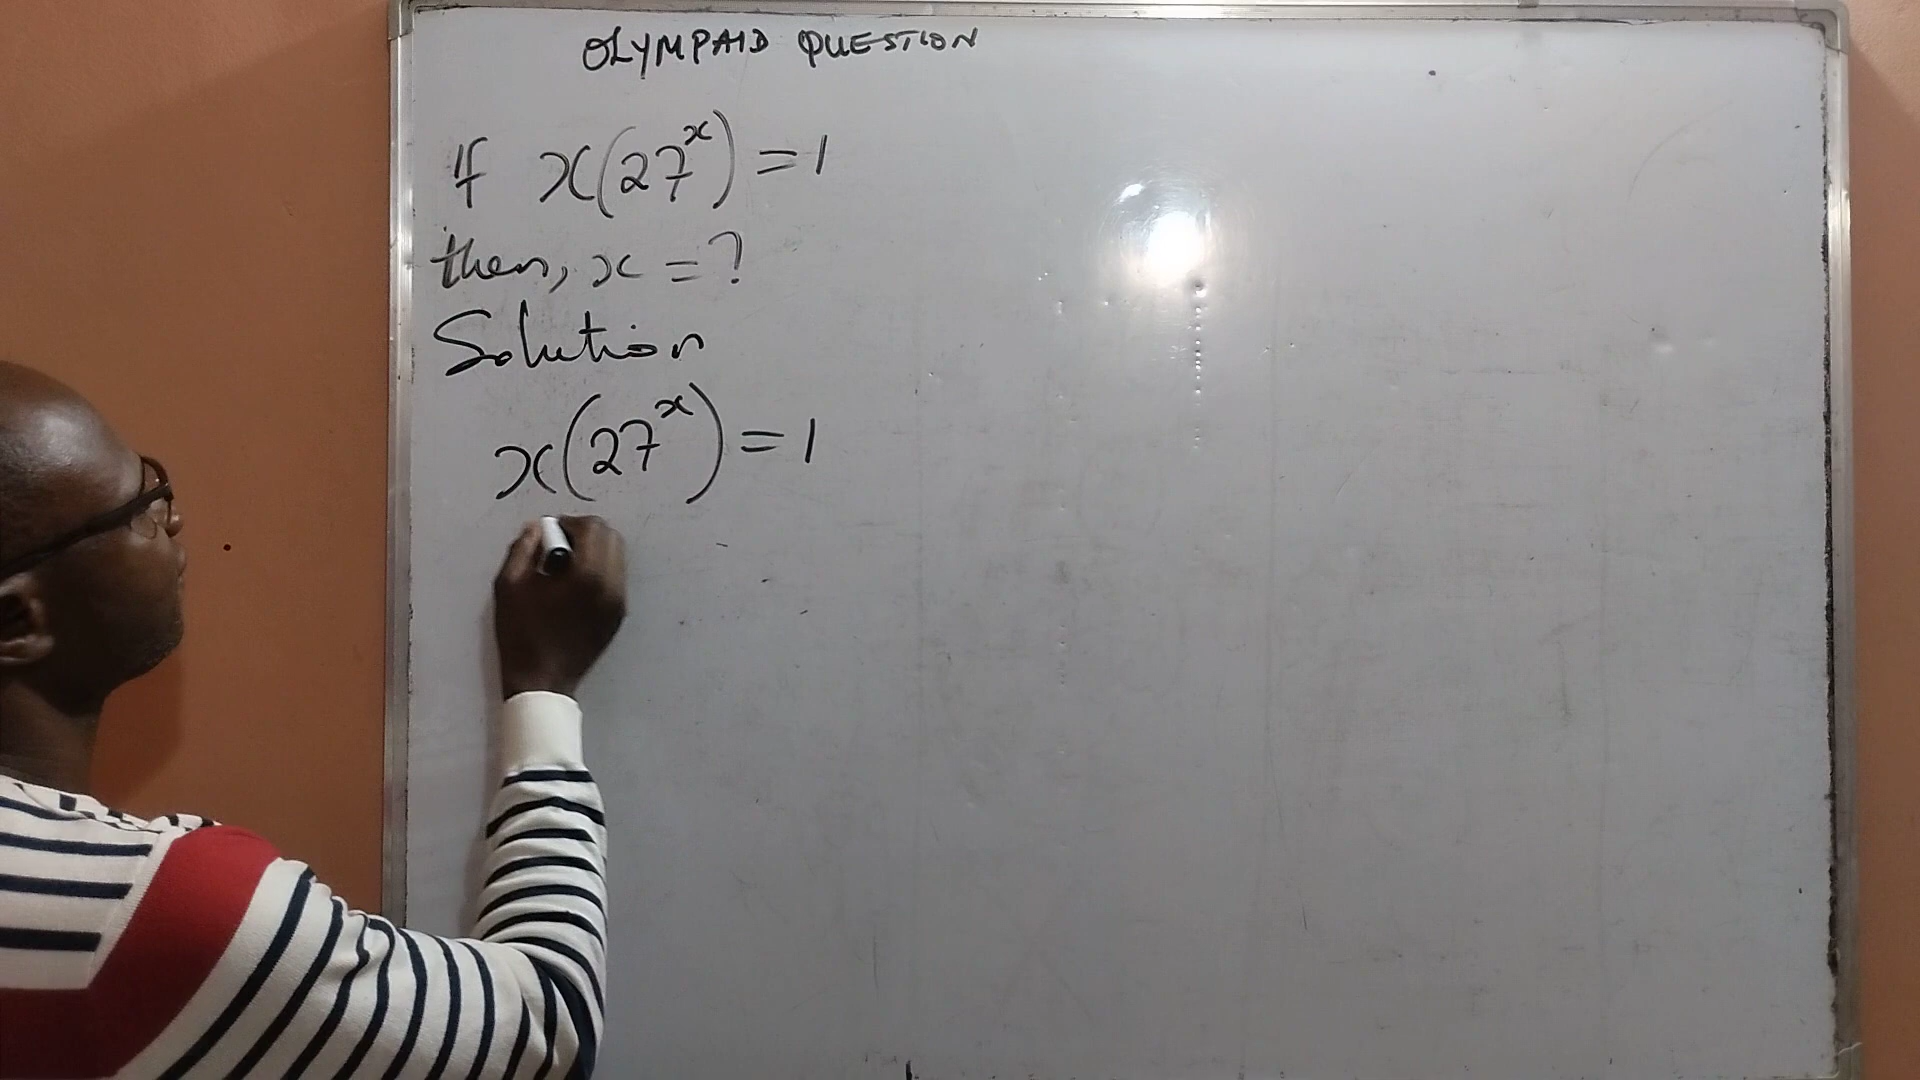 OLYMPAID QUESTION
If x(27^x) = 1
then, x = ?
Solution
x(27^x) = 1